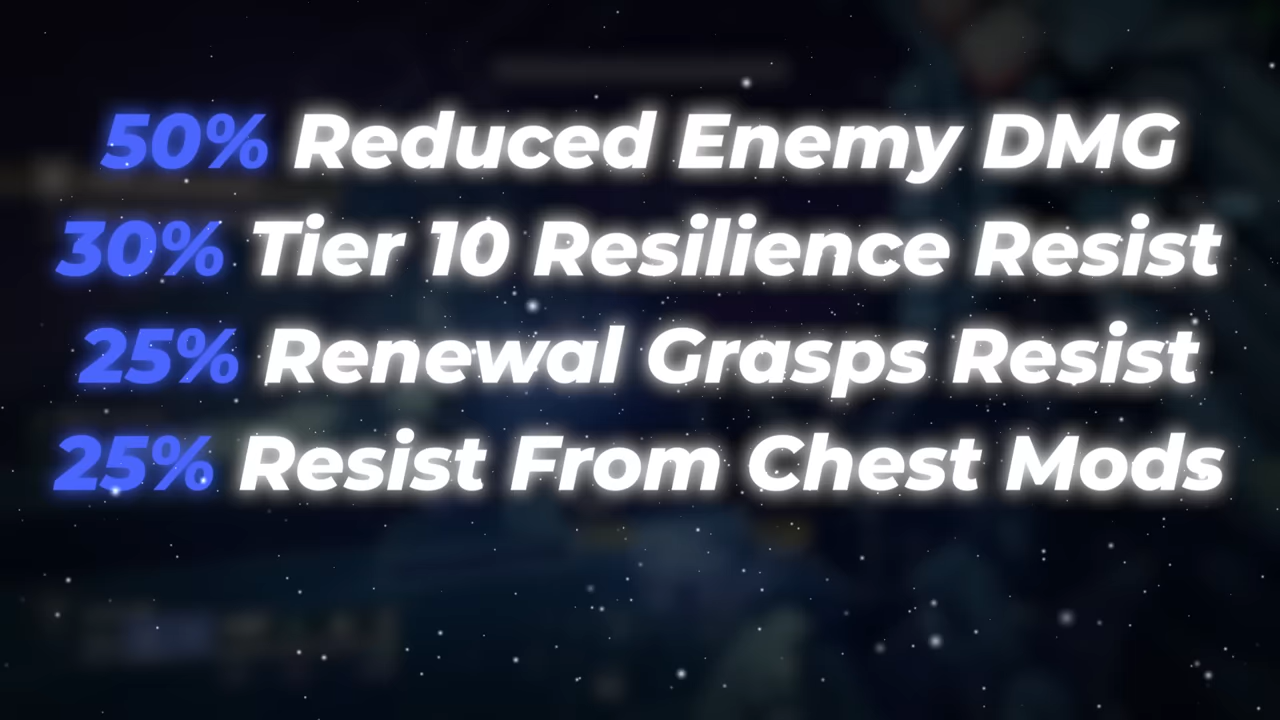 50% Reduced Enemy DMG
30% Tier 10 Resilience Resist
25% Renewal Grasps Resist
25% Resist From Chest Mods